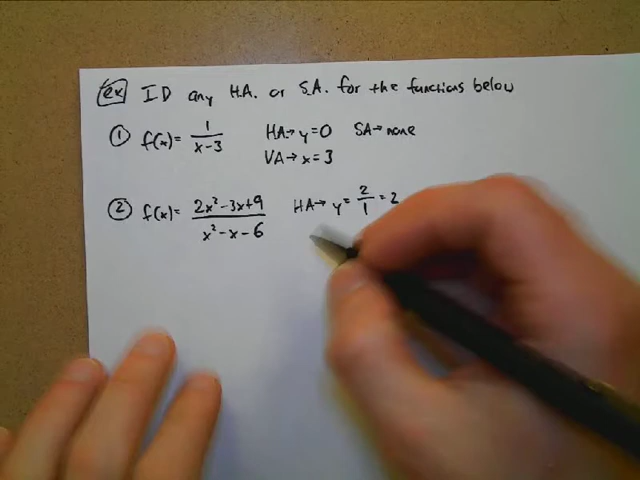 ex ID any H.A. or S.A. for the functions below
① f(x) = 1/(x-3) HA→ y=0 SA→ none
VA→ x=3
② f(x) = (2x²-3x+9)/(x²-x-6) HA→ y = 2/1 = 2